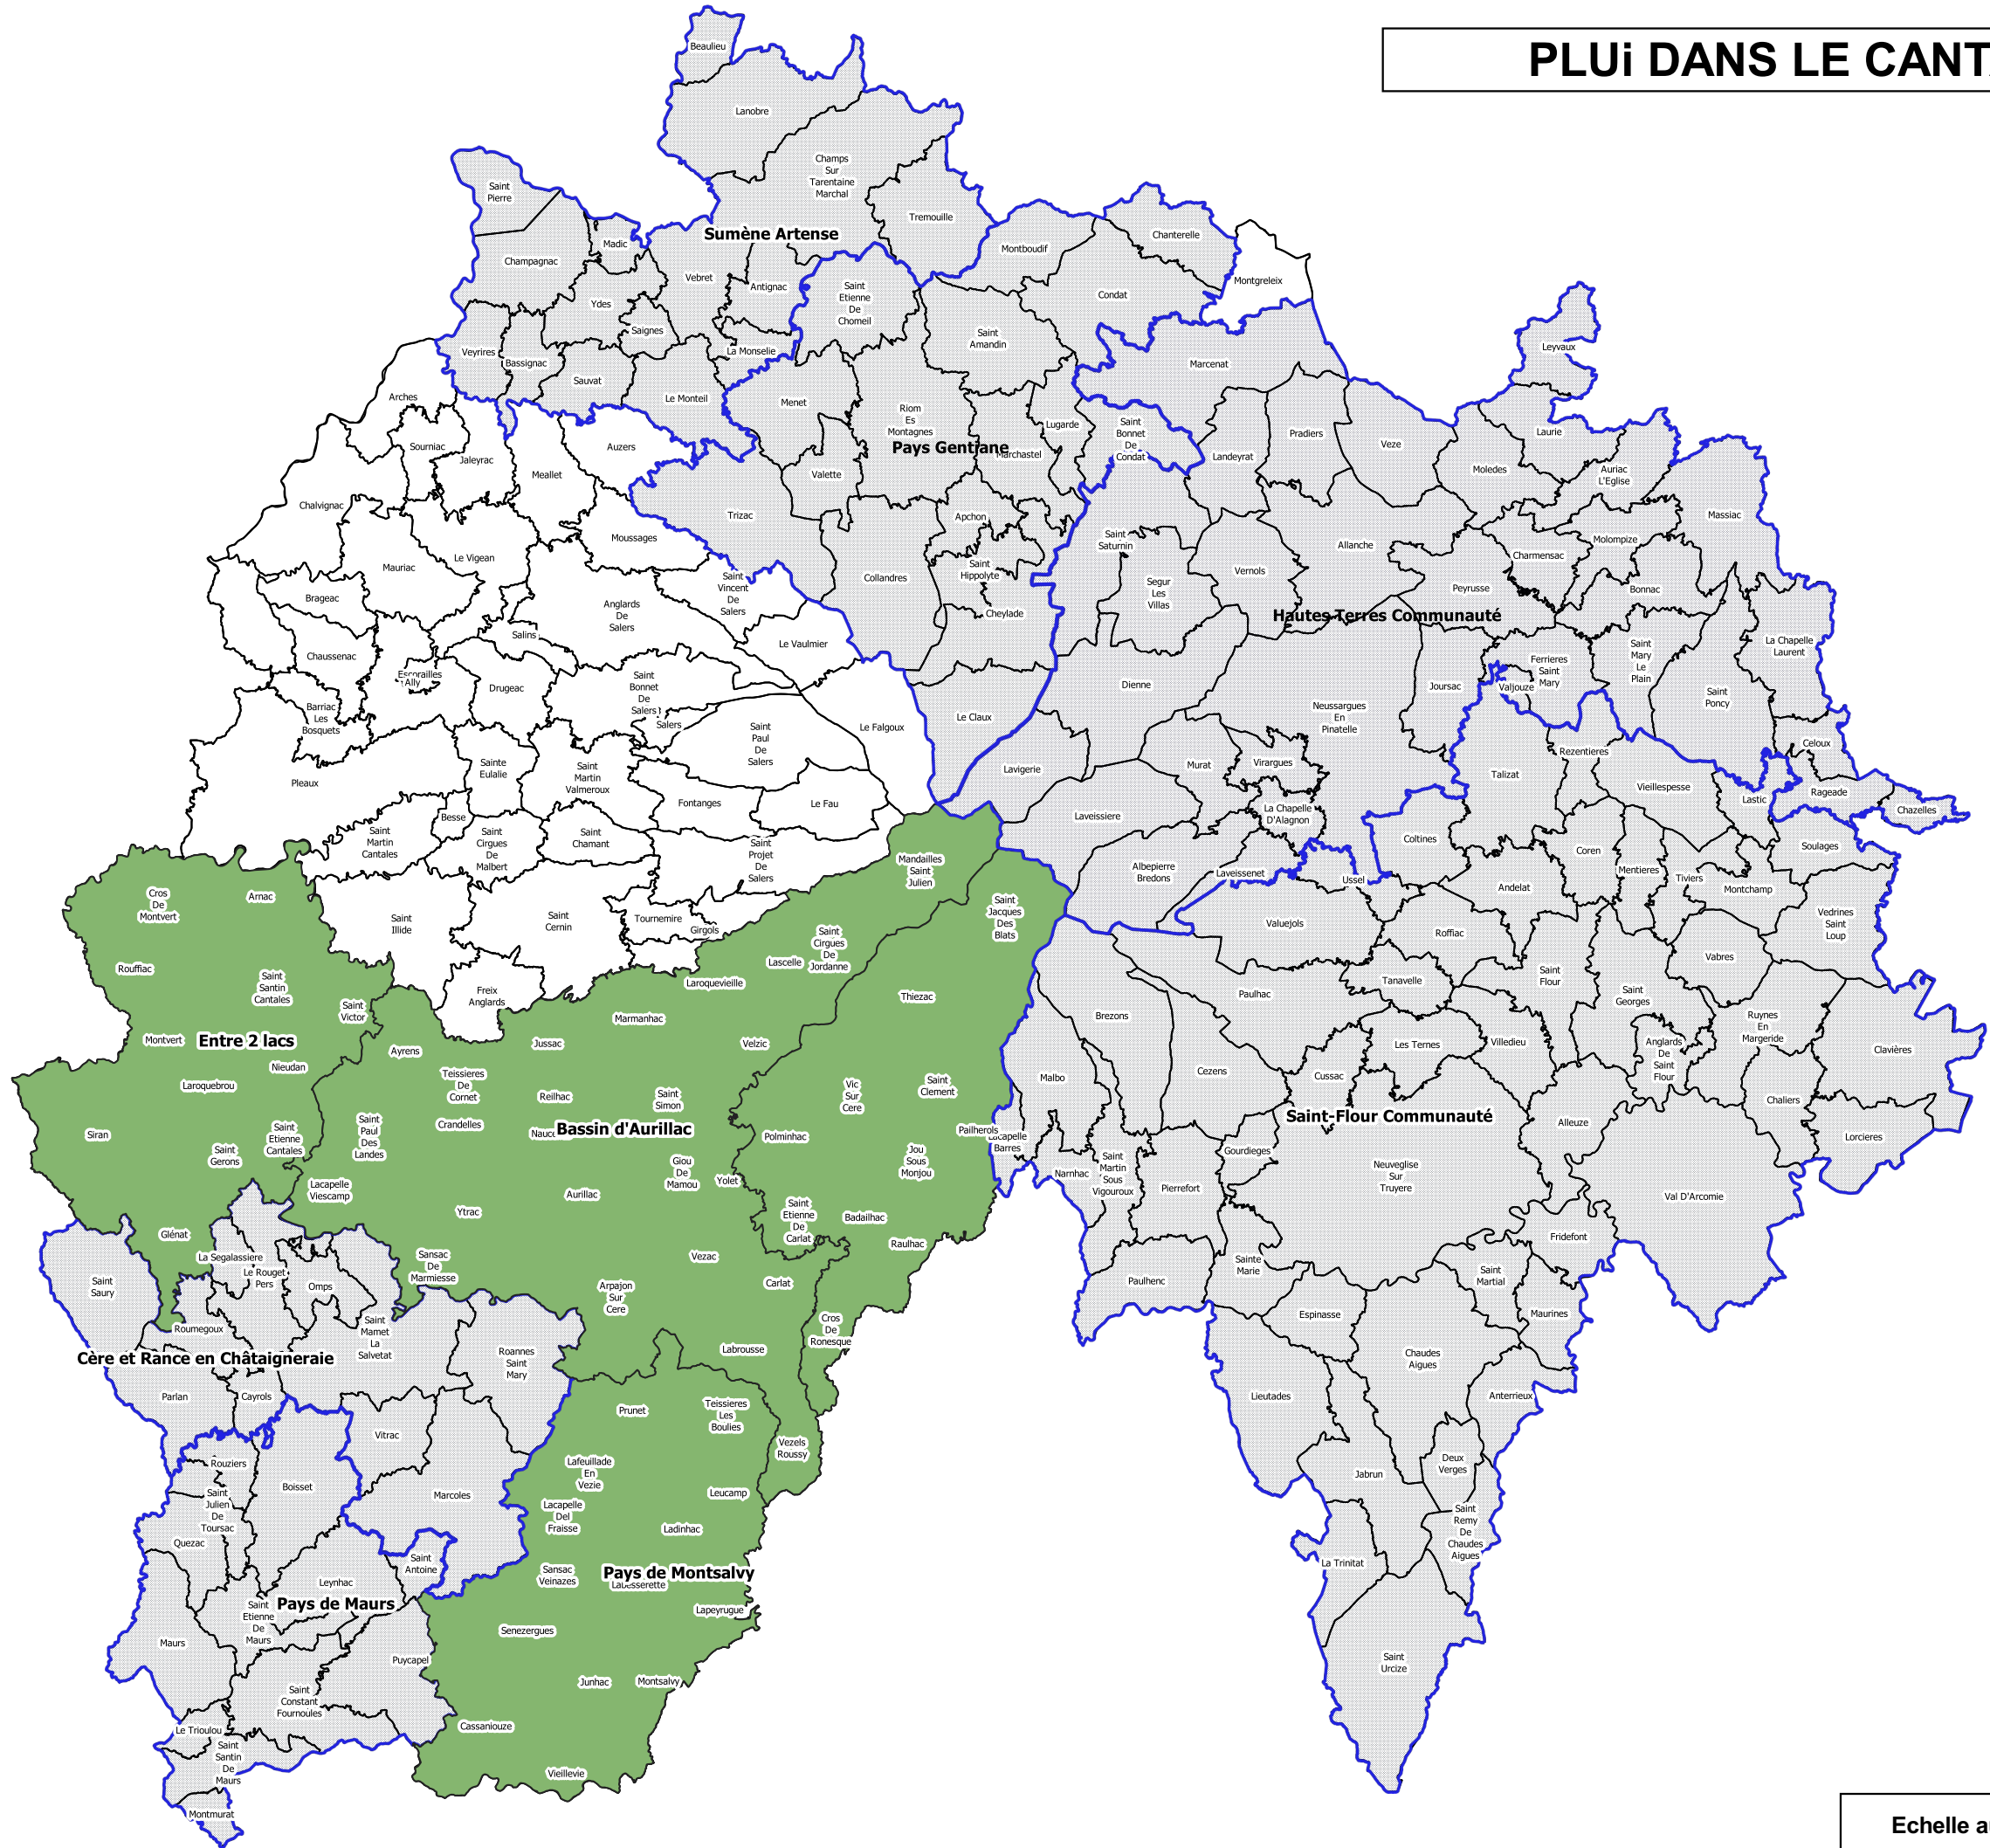 PLUi DANS LE CANT
Beaulieu
Lanobre
Champs
Sur
Tarentaine
Marchal
Saint
Pierre
Tremouille
Sumène Artense
Madic
Champagnac
Chanterelle
Montboudif
Vebret
Antignac
Montgreleix
Saint
Etienne
De
Chomeil
Condat
Ydes
Saignes
Saint
Amandin
Leyvaux
Veyrires
Bassignac
La Monselie
Marcenat
Sauvat
Arches
Le Monteil
Menet
Riom
Es
Montagnes
Lugarde
Saint
Bonnet
De
Condat
Pradiers
Veze
Laurie
Sourniac
Jaleyrac
Auzers
Pays Gentiane
Marchastel
Landeyrat
Moledes
Auriac
L'Eglise
Meallet
Valette
Chalvignac
Trizac
Apchon
Massiac
Moussages
Saint
Saturnin
Allanche
Molompize
Charmensac
Le Vigean
Mauriac
Saint
Hippolyte
Collandres
Vernols
Segur
Les
Villas
Peyrusse
Bonnac
Brageac
Saint
Vincent
De
Salers
Anglards
De
Salers
Cheylade
Hautes Terres Communauté
Salins
Le Vaulmier
Saint
Mary
Le
Plain
La Chapelle
Laurent
Chaussenac
Escorailles
Ally
Drugeac
Saint
Bonnet
De
Salers
Dienne
Joursac
Ferrieres
Saint
Mary
Valjouze
Saint
Poncy
Barriac
Les
Bosquets
Salers
Le Falgoux
Le Claux
Neussargues
En
Pinatelle
Saint
Paul
De
Salers
Celoux
Rezentieres
Pleaux
Sainte
Eulalie
Saint
Martin
Valmeroux
Lavigerie
Murat
Virargues
Talizat
Vieillespesse
Rageade
Lastic
Chazelles
Fontanges
Le Fau
Besse
Laveissiere
La Chapelle
D'Alagnon
Saint
Martin
Cantales
Saint
Cirgues
De
Malbert
Saint
Chamant
Coltines
Soulages
Saint
Projet
De
Salers
Mandailles
Saint
Julien
Albepierre
Bredons
Laveissenet
Ussel
Coren
Mentieres
Tiviers
Montchamp
Andelat
Cros
De
Montvert
Arnac
Saint
Jacques
Des
Blats
Saint
Illide
Saint
Cernin
Tournemire
Girgols
Valuejols
Roffiac
Vedrines
Saint
Loup
Rouffiac
Saint
Santin
Cantales
Saint
Cirgues
De
Jordanne
Lascelle
Laroquevieille
Vabres
Saint
Victor
Freix
Anglards
Thiezac
Paulhac
Tanavelle
Saint
Flour
Saint
Georges
Marmanhac
Brezons
Ruynes
En
Margeride
Montvert
Entre 2 lacs
Ayrens
Jussac
Velzic
Les Ternes
Villedieu
Anglards
De
Saint
Flour
Clavières
Nieudan
Laroquebrou
Teissieres
De
Cornet
Reilhac
Saint
Simon
Vic
Sur
Cere
Saint
Clement
Malbo
Cezens
Cussac
Chaliers
Siran
Saint
Paul
Des
Landes
Crandelles
Bassin d'Aurillac
Polminhac
Pailherols
Lacapelle
Barres
Saint-Flour Communauté
Alleuze
Lorcieres
Saint
Etienne
Cantales
Saint
Gerons
Jou
Sous
Monjou
Gourdieges
Giou
De
Mamou
Yolet
Narnhac
Saint
Martin
Sous
Vigouroux
Pierrefort
Neuveglise
Sur
Truyere
Val D'Arcomie
Lacapelle
Viescamp
Aurillac
Ytrac
Saint
Etienne
De
Carlat
Badailhac
Glénat
Raulhac
Fridefont
La Segalassiere
Sansac
De
Marmiesse
Vezac
Sainte
Marie
Le Rouget
Pers
Saint
Saury
Omps
Arpajon
Sur
Cere
Carlat
Paulhenc
Saint
Martial
Espinasse
Maurines
Roumegoux
Saint
Mamet
La
Salvetat
Cros
De
Ronesque
Cère et Rance en Châtaigneraie
Roannes
Saint
Mary
Labrousse
Chaudes
Aigues
Parlan
Cayrols
Lieutades
Anterrieux
Prunet
Teissieres
Les
Boulies
Vitrac
Vezels
Roussy
Rouziers
Lafeuillade
En
Vezie
Deux
Verges
Boisset
Marcoles
Leucamp
Jabrun
Saint
Julien
De
Toursac
Lacapelle
Del
Fraisse
Ladinhac
Saint
Remy
De
Chaudes
Aigues
Quezac
Saint
Antoine
La Trinitat
Leynhac
Sansac
Veinazes
Pays de Montsalvy
Labesserette
Pays de Maurs
Saint
Etienne
De
Maurs
Lapeyrugue
Senezergues
Maurs
Puycapel
Saint
Urcize
Junhac
Montsalvy
Saint
Constant
Fournoules
Cassaniouze
Le Trioulou
Saint
Santin
De
Maurs
Vieillevie
Montmurat
Echelle a